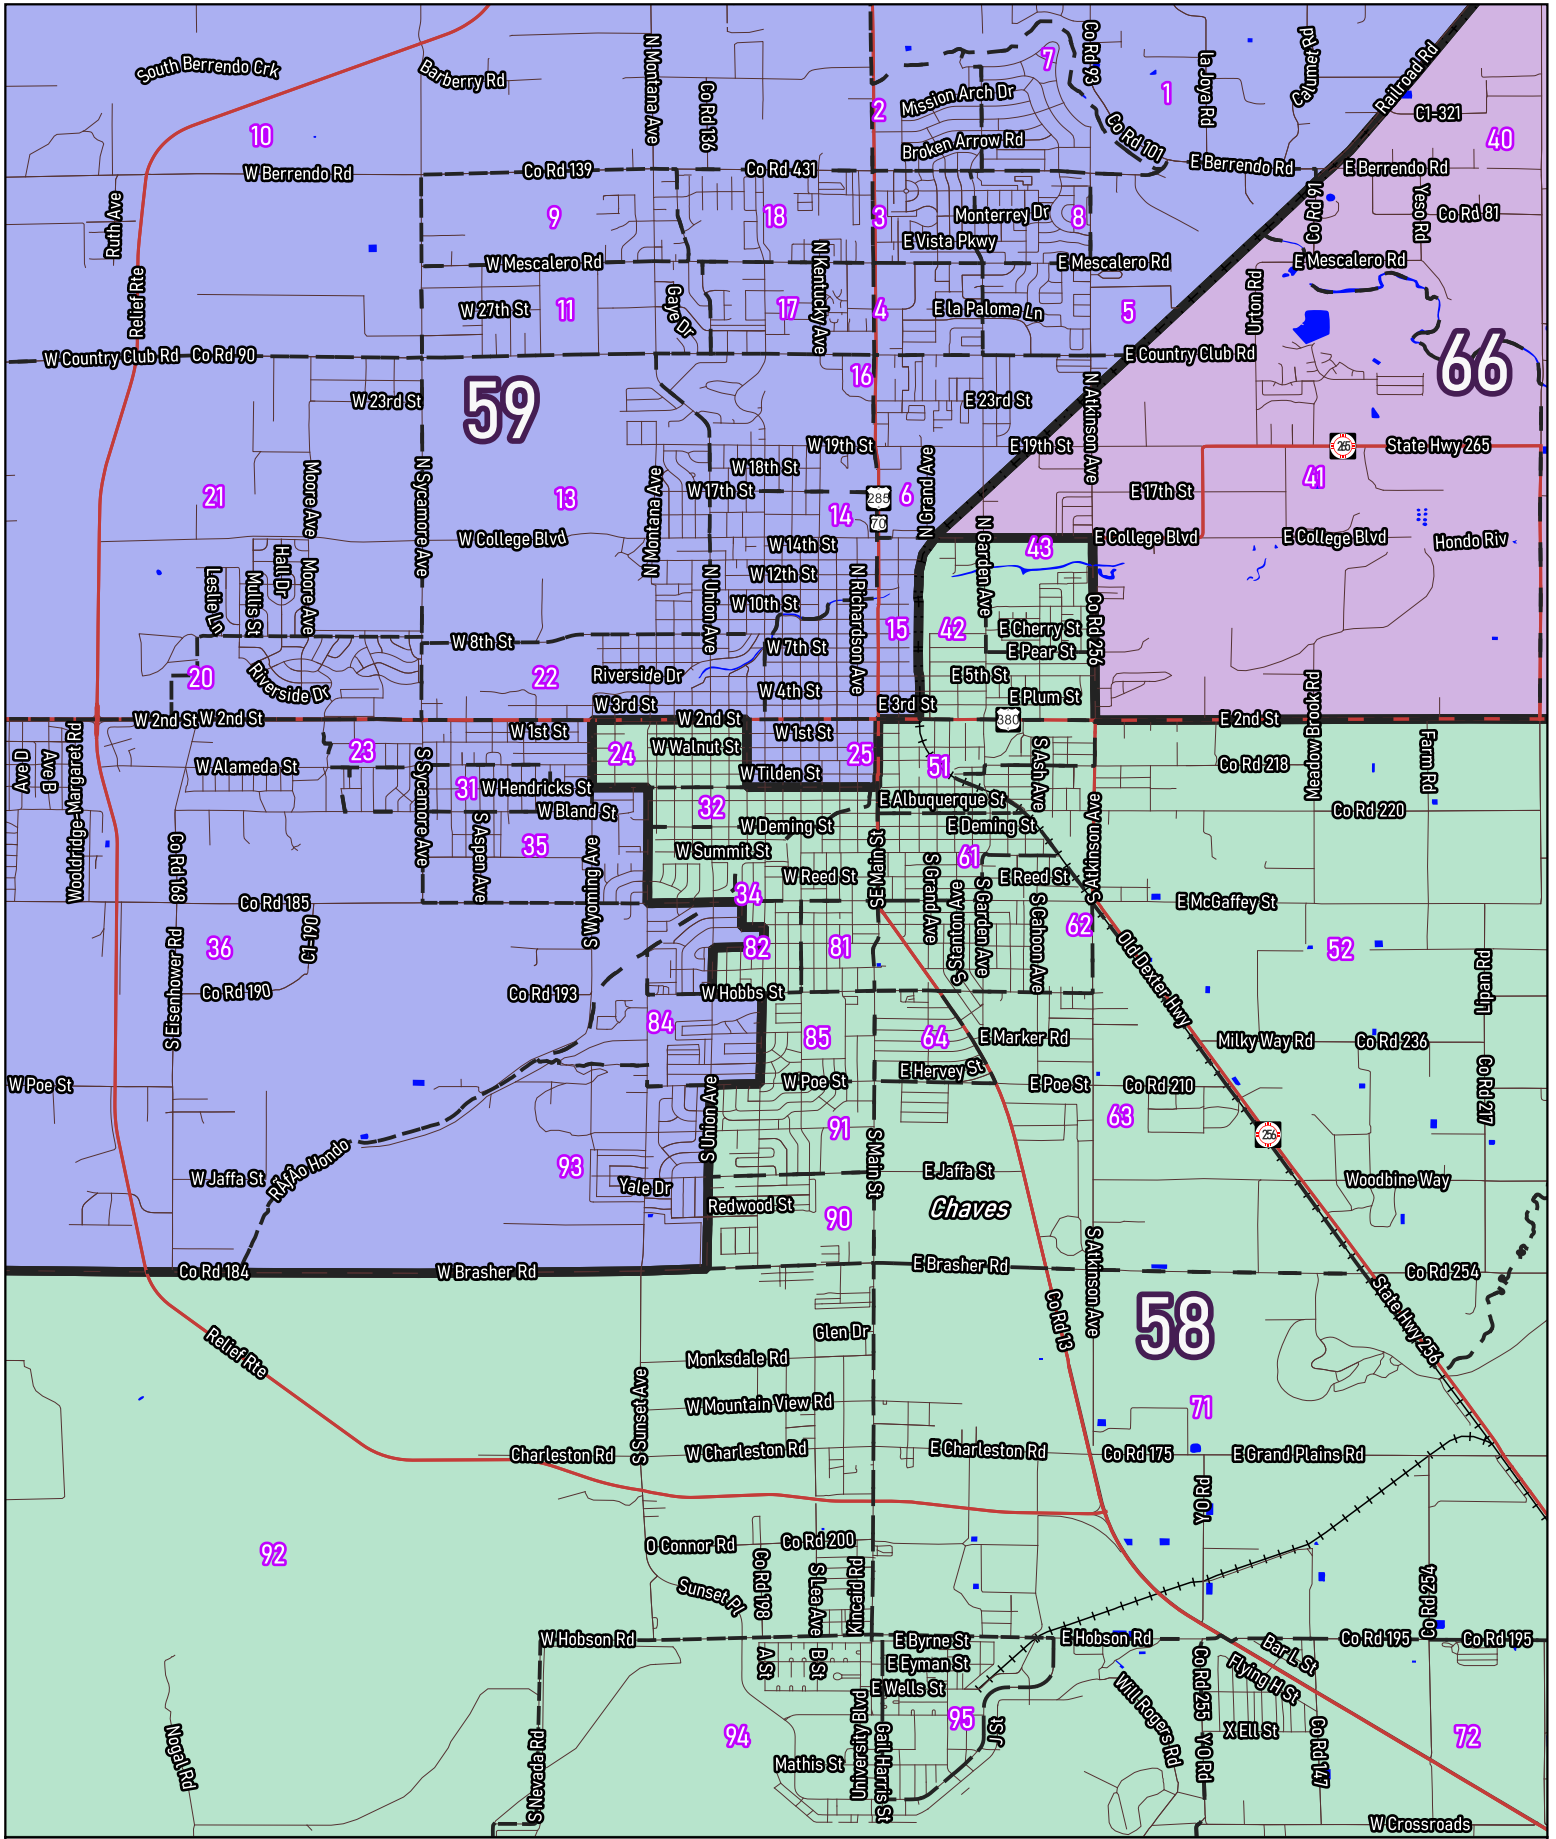 South Berrendo Crk
Barberry Rd
N Montana Ave
Co Rd 136
2
Mission Arch Dr
7
Co Rd 93
1
la Joya Rd
Calumet Rd
Railroad Rd
C1-321
10
Broken Arrow Rd
Co Rd 101
40
W Berrendo Rd
Co Rd 139
Co Rd 431
E Berrendo Rd
E Berrendo Rd
Ruth Ave
9
18
3
Monterrey Dr
8
Co Rd 91
Yeso Rd
Co Rd 81
E Vista Pkwy
W Mescalero Rd
E Mescalero Rd
E Mescalero Rd
Relief Rte
W 27th St
11
Gaye Dr
17
N Kentucky Ave
4
E la Paloma Ln
5
Urton Rd
W Country Club Rd
Co Rd 90
E Country Club Rd
66
59
16
W 23rd St
E 23rd St
N Atkinson Ave
W 19th St
E 19th St
State Hwy 265
265
W 18th St
N Grand Ave
21
Moore Ave
N Sycamore Ave
13
N Montana Ave
W 17th St
285
6
E 17th St
41
14
70
W College Blvd
N Garden Ave
43
E College Blvd
E College Blvd
Hondo Riv
W 14th St
Leslie Ln
Mullis St
Hall Dr
Moore Ave
N Union Ave
W 12th St
N Richardson Ave
W 10th St
15
42
E Cherry St
Co Rd 256
W 8th St
W 7th St
E Pear St
20
Riverside Dr
22
Riverside Dr
E 5th St
W 4th St
E Plum St
Meadow Brook Rd
W 3rd St
E 3rd St
W 2nd St
W 2nd St
W 2nd St
380
E 2nd St
Wooldridge-Margaret Rd
W 1st St
W 1st St
Ave D
Ave B
23
S Sycamore Ave
24
W Walnut St
25
51
S Ash Ave
Farm Rd
W Alameda St
W Tilden St
Co Rd 218
31
W Hendricks St
E Albuquerque St
S Atkinson Ave
W Bland St
32
Co Rd 220
W Deming St
E Deming St
Co Rd 168
S Aspen Ave
35
S Wyoming Ave
W Summit St
S Main St
61
W Reed St
S Grand Ave
E Reed St
34
S Stanton Ave
S Garden Ave
S Cahoon Ave
Co Rd 185
E McGaffey St
C1-190
36
82
81
62
Old Dexter Hwy
52
S Eisenhower Rd
Lipan Rd
Co Rd 190
Co Rd 193
W Hobbs St
84
85
64
E Marker Rd
Milky Way Rd
Co Rd 236
W Poe St
E Hervey St
W Poe St
E Poe St
Co Rd 210
Co Rd 217
S Union Ave
91
S Main St
63
256
W Jaffa St
93
E Jaffa St
Woodbine Way
Yale Dr
Redwood St
90
Chaves
Co Rd 184
W Brasher Rd
E Brasher Rd
S Atkinson Ave
Co Rd 254
58
Co Rd 13
State Hwy 256
Relief Rte
Glen Dr
Monksdale Rd
S Sunset Ave
W Mountain View Rd
71
Charleston Rd
W Charleston Rd
E Charleston Rd
Co Rd 175
E Grand Plains Rd
Y O Rd
92
O Connor Rd
Co Rd 200
Co Rd 198
S Lea Ave
Kincaid Rd
Sunset Pl
Co Rd 254
W Hobson Rd
E Byrne St
E Hobson Rd
Co Rd 195
Co Rd 195
A St
B St
E Eyman St
Co Rd 253
Bar L St
Flying H St
E Wells St
Will Rogers Rd
94
University Blvd
Gail Harris St
95
J St
X Ell St
72
Nogel Rd
S Nevada Rd
Mathis St
Y O Rd
Co Rd 147
W Crossroads